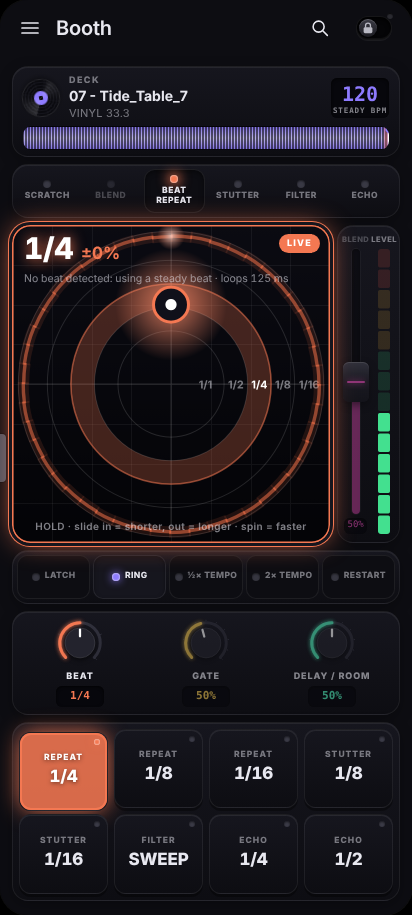 Booth
DECK
07 - Tide_Table_7
VINYL 33.3
120
STEADY BPM
SCRATCH
BLEND
BEAT
REPEAT
STUTTER
FILTER
ECHO
1/4 ±0%
LIVE
No beat detected: using a steady beat · loops 125 ms
1/1 1/2 1/4 1/8 1/16
HOLD · slide in = shorter, out = longer · spin = faster
BLEND LEVEL
50%
LATCH
RING
½× TEMPO
2× TEMPO
RESTART
BEAT
1/4
GATE
50%
DELAY / ROOM
50%
REPEAT
1/4
REPEAT
1/8
REPEAT
1/16
STUTTER
1/8
STUTTER
1/16
FILTER
SWEEP
ECHO
1/4
ECHO
1/2